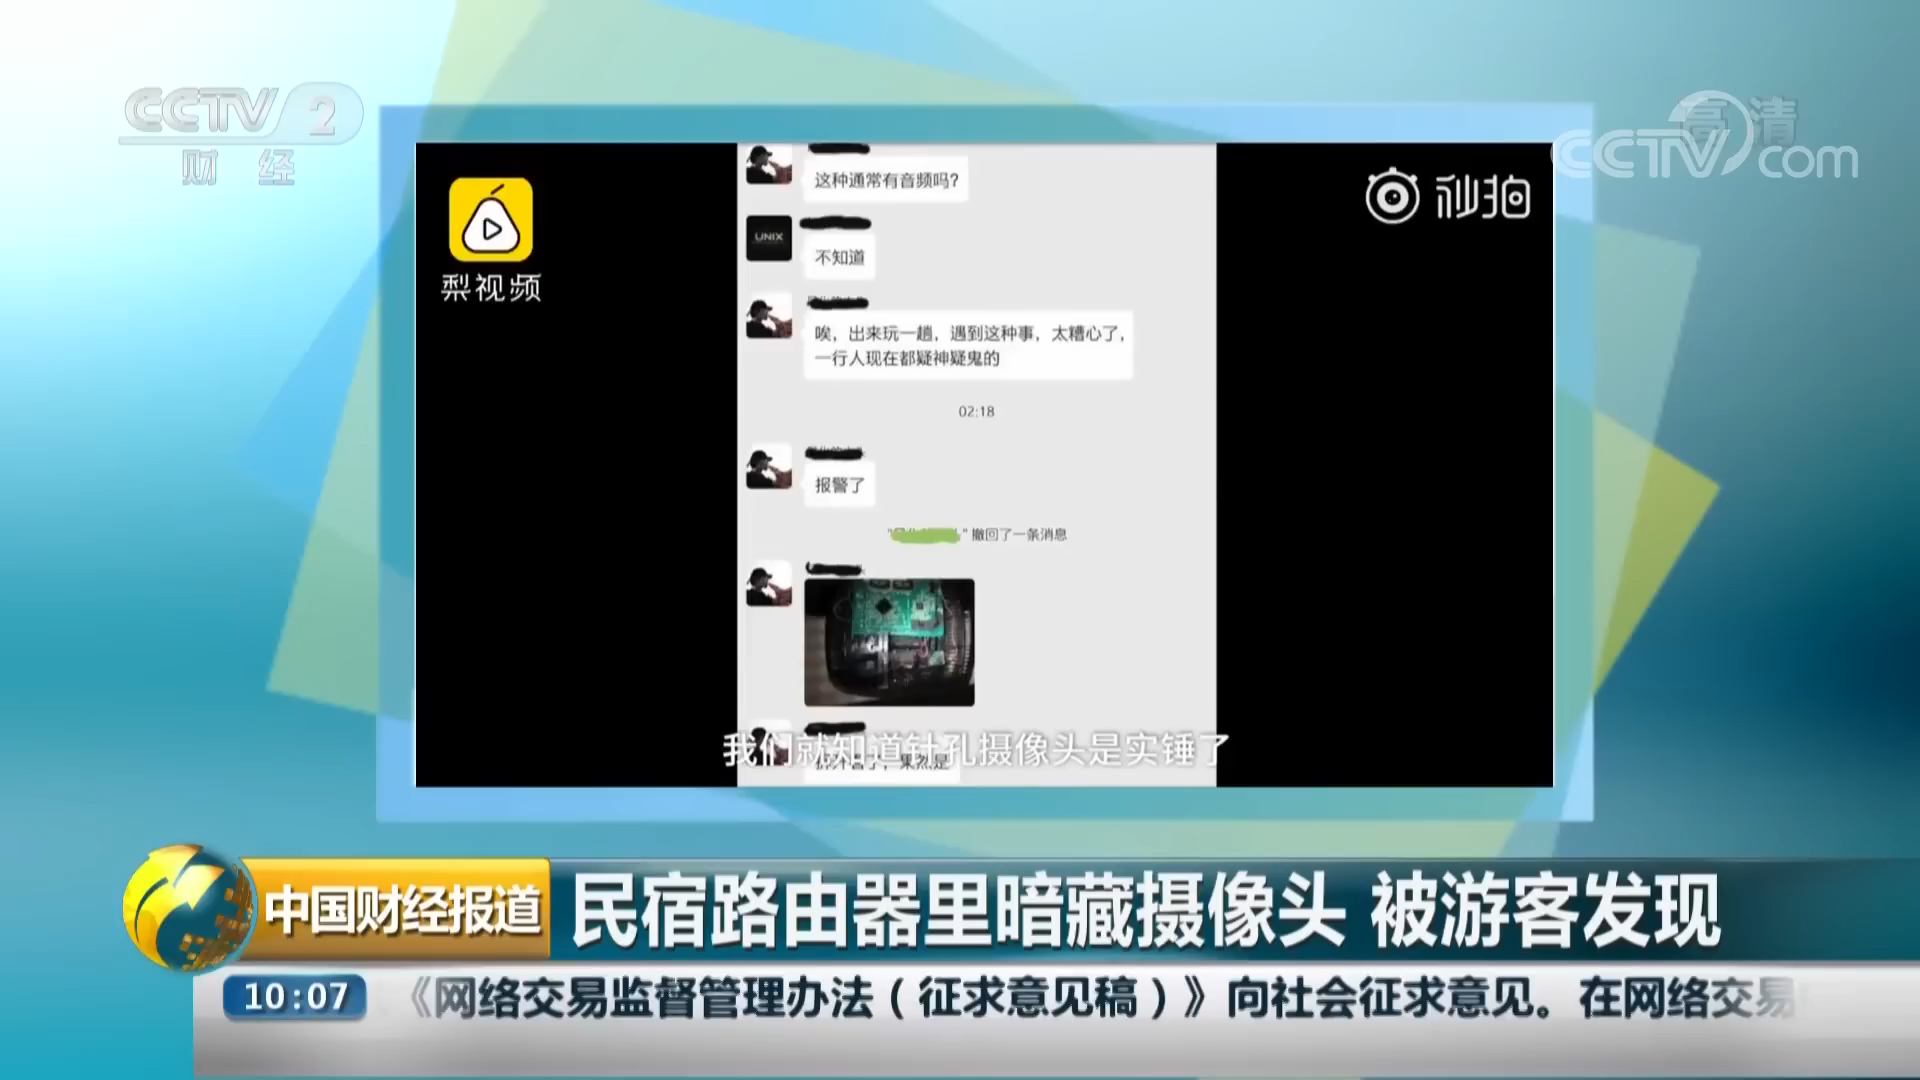 CCTV 2
财 经
高清
CCTV com
梨视频
秒拍
这种通常有音频吗?
UNIX
不知道
唉，出来玩一趟，遇到这种事，太糟心了，
一行人现在都疑神疑鬼的
02:18
报警了
撤回了一条消息
我们就知道针孔摄像头是实锤了
果然是
中国财经报道
民宿路由器里暗藏摄像头 被游客发现
10:07
《网络交易监督管理办法（征求意见稿）》向社会征求意见。在网络交易